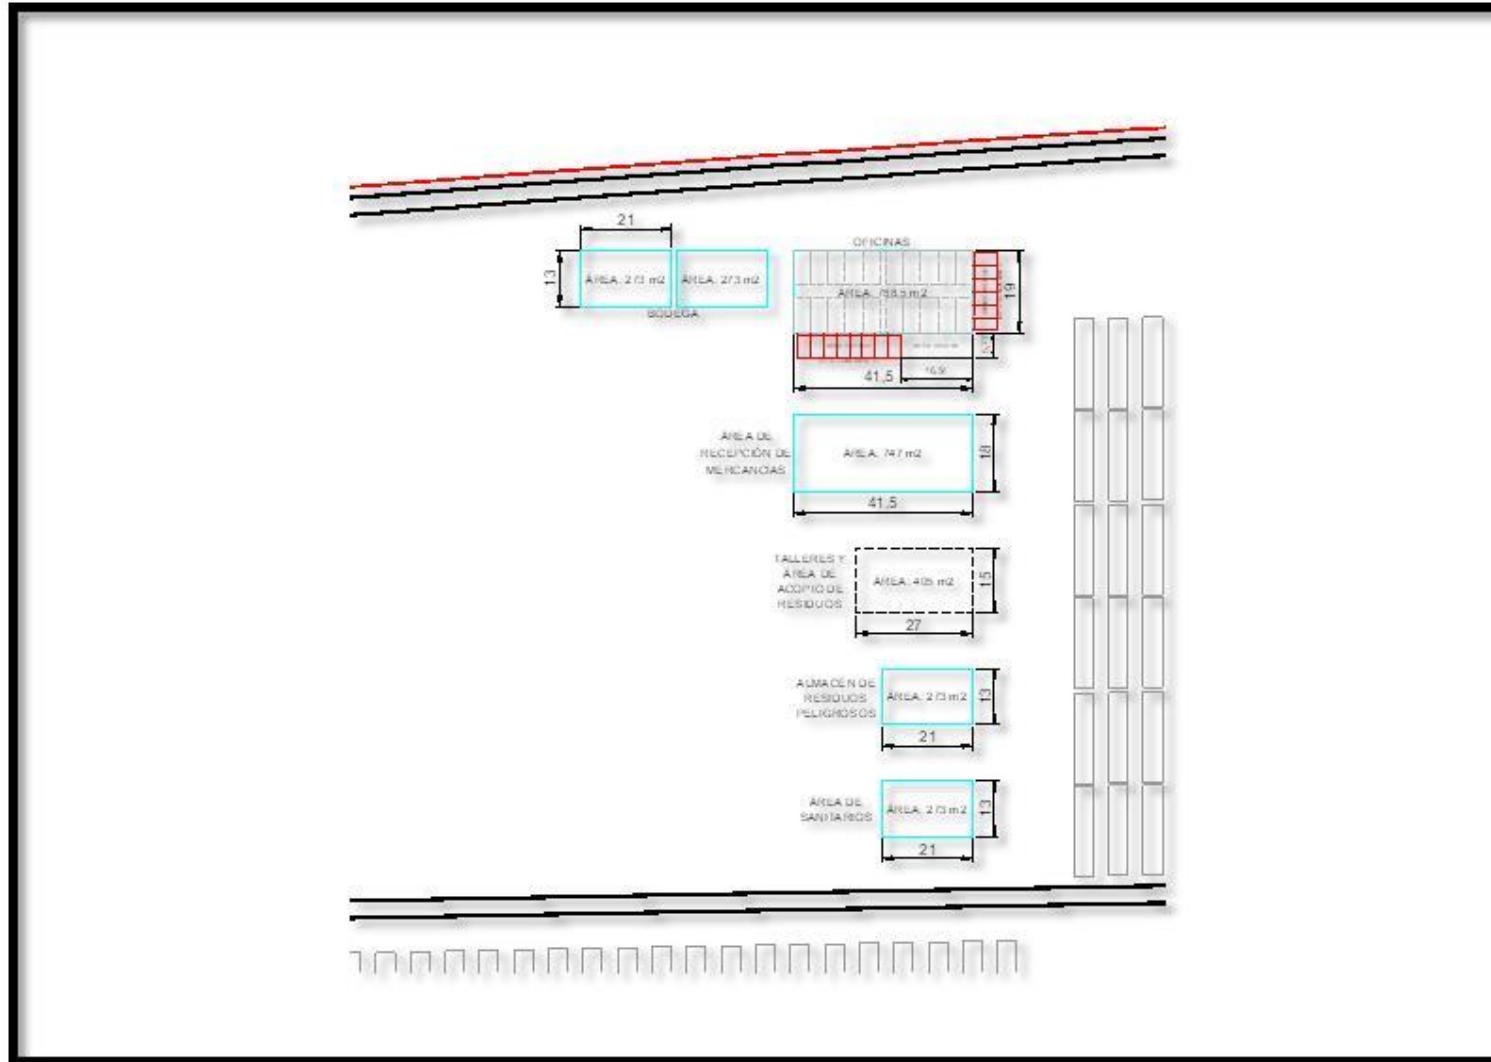 21
13
ÁREA: 273 m2
ÁREA: 273 m2
BODEGA
OFICINAS
ÁREA: 788.5 m2
19
41,5
ÁREA DE
RECEPCIÓN DE
MERCANCIAS
ÁREA: 747 m2
18
41,5
TALLERES Y
ÁREA DE
ACOPIO DE
RESIDUOS
ÁREA: 405 m2
15
27
ALMACÉN DE
RESIDUOS
PELIGROSOS
ÁREA: 273 m2
13
21
ÁREA DE
SANITARIOS
ÁREA: 273 m2
13
21